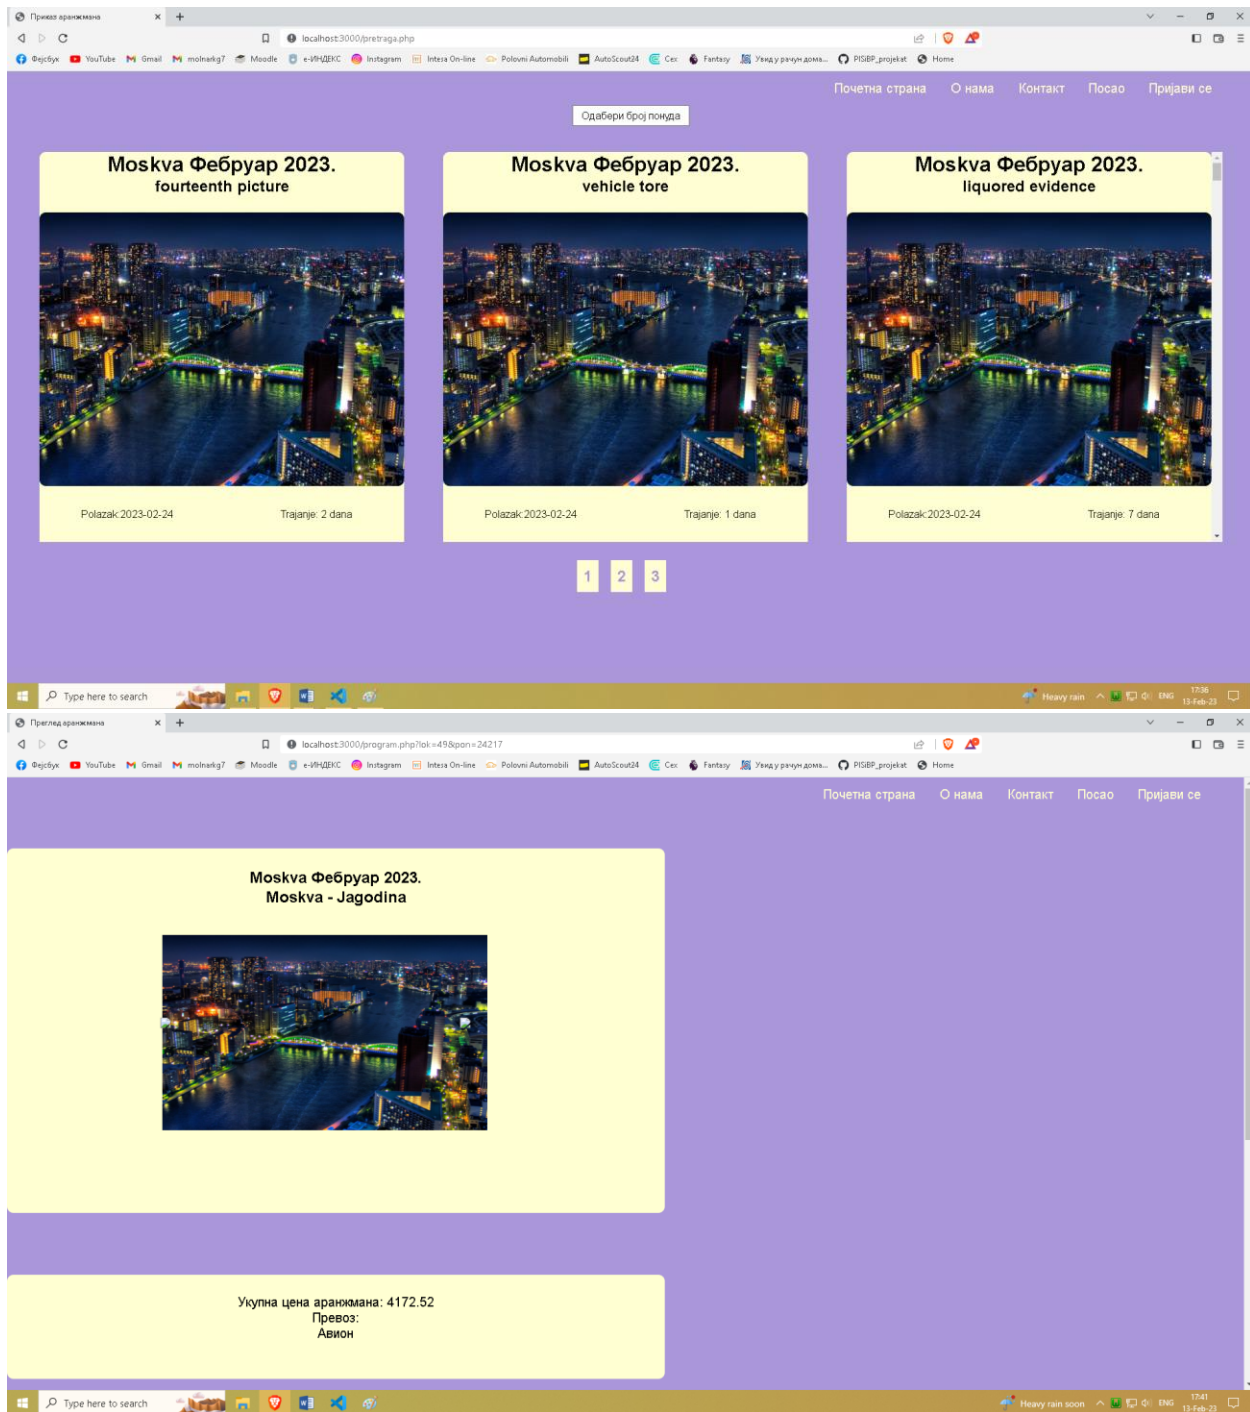 Приказ аранжмана
localhost:3000/pretraga.php
Фејсбук YouTube Gmail molnarkg7 Moodle е-ИНДЕКС Instagram Intesa On-line Polovni Automobili AutoScout24 Cex Fantasy Увид у рачун дома... PISiBP_projekat Home
Почетна страна О нама Контакт Посао Пријави се
Одабери број понуда
Moskva Фебруар 2023. Moskva Фебруар 2023. Moskva Фебруар 2023.
fourteenth picture vehicle tore liquored evidence
Polazak:2023-02-24 Trajanje: 2 dana Polazak:2023-02-24 Trajanje: 1 dana Polazak:2023-02-24 Trajanje: 7 dana
1 2 3
Type here to search Heavy rain ENG 17:36
13-Feb-23
Преглед аранжмана
localhost:3000/program.php?lok=49&pon=24217
Фејсбук YouTube Gmail molnarkg7 Moodle е-ИНДЕКС Instagram Intesa On-line Polovni Automobili AutoScout24 Cex Fantasy Увид у рачун дома... PISiBP_projekat Home
Почетна страна О нама Контакт Посао Пријави се
Moskva Фебруар 2023.
Moskva - Jagodina
Укупна цена аранжмана: 4172.52
Превоз:
Авион
Type here to search Heavy rain soon ENG 17:41
13-Feb-23